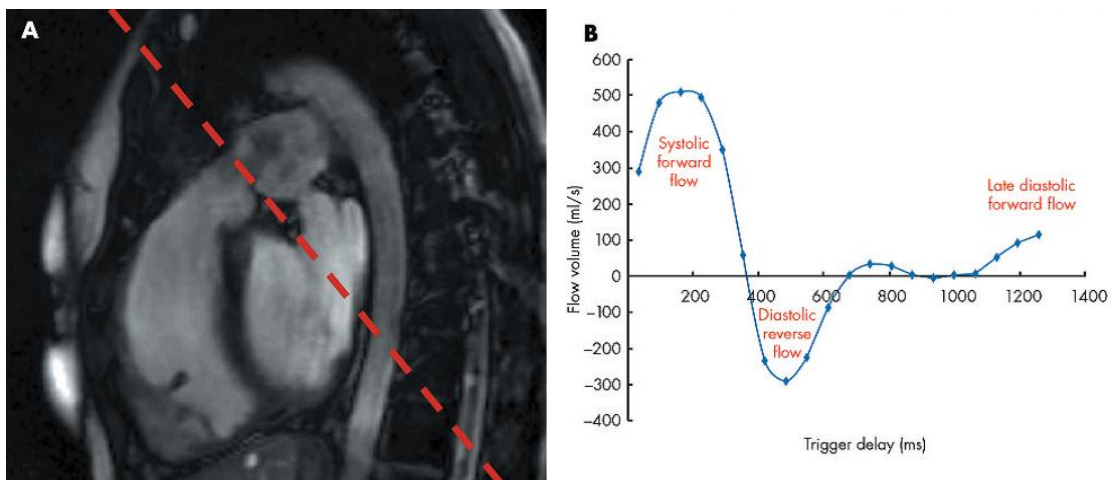 A
B
600
500
400
300
200
100
0
-100
-200
-300
-400
200
400
600
800
1000
1200
1400
Flow volume (ml/s)
Trigger delay (ms)
Systolic
forward
flow
Diastolic
reverse
flow
Late diastolic
forward flow